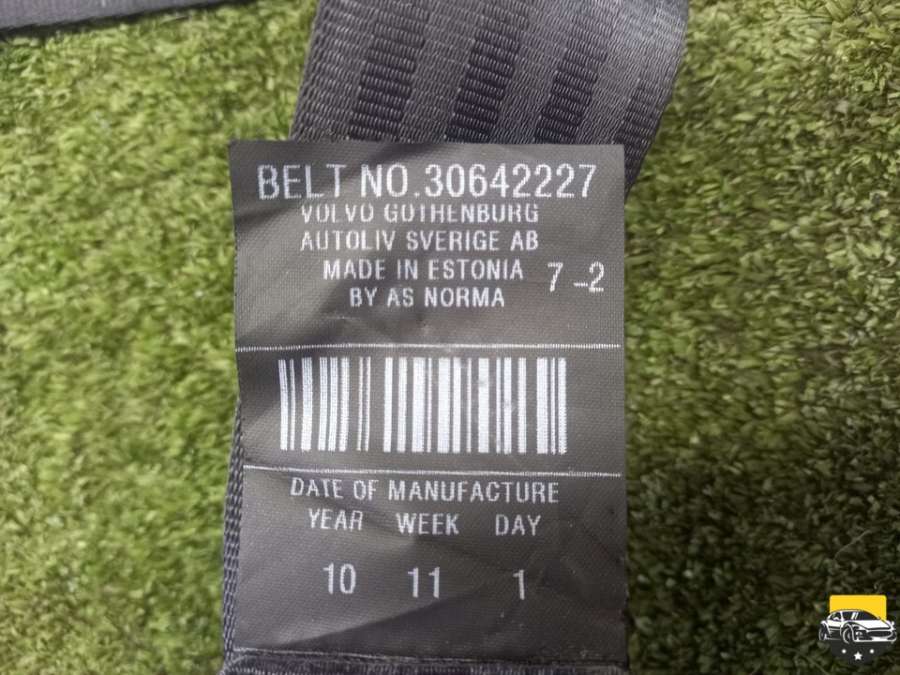 BELT NO.30642227
VOLVO GOTHENBURG
AUTOLIV SVERIGE AB
MADE IN ESTONIA 7-2
BY AS NORMA
DATE OF MANUFACTURE
YEAR WEEK DAY
10 11 1